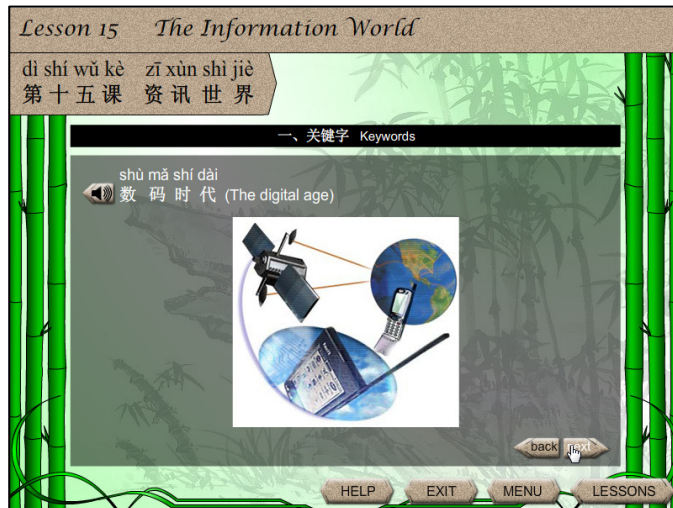 Lesson 15 The Information World
dì shí wǔ kè zī xùn shì jiè
第十五课 资讯世界
一、关键字 Keywords
shù mǎ shí dài
数码时代 (The digital age)
back next
HELP EXIT MENU LESSONS